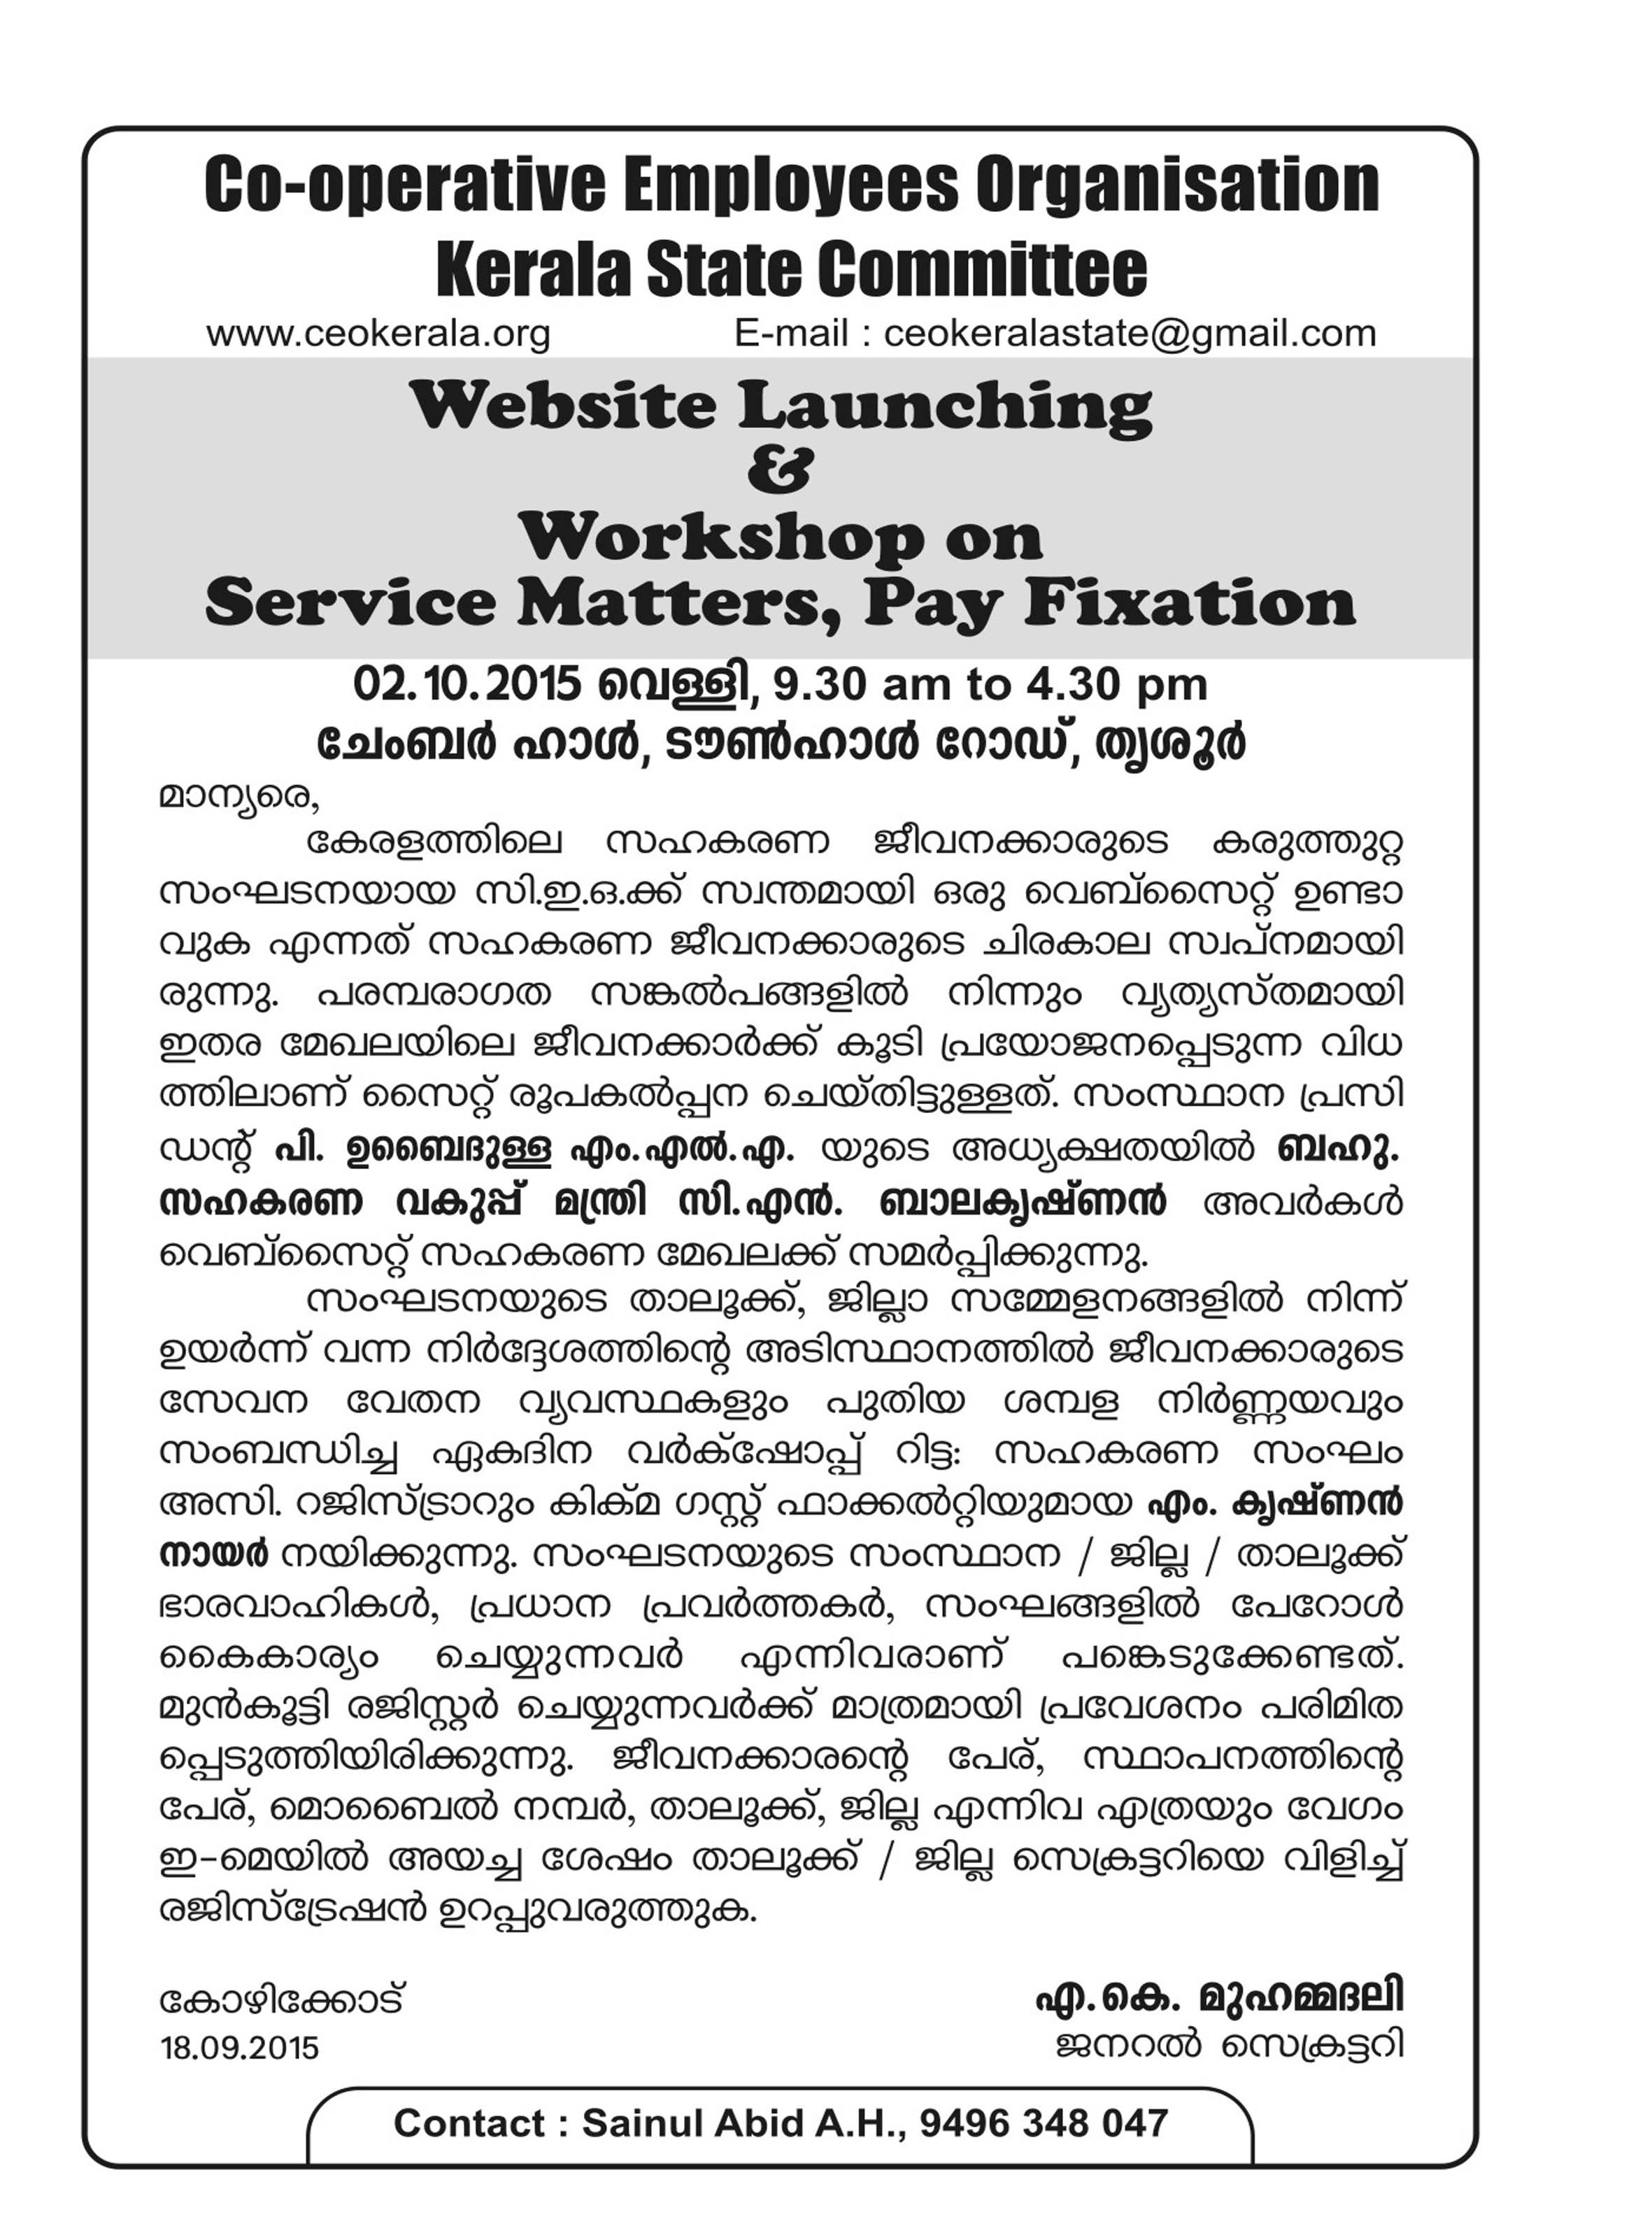 Co-operative Employees Organisation
Kerala State Committee
www.ceokerala.org E-mail : ceokeralastate@gmail.com
Website Launching
&
Workshop on
Service Matters, Pay Fixation
02.10.2015 വെള്ളി, 9.30 am to 4.30 pm
ചേംബർ ഹാൾ, ടൗൺഹാൾ റോഡ്, തൃശൂർ
മാന്യരെ,
കേരളത്തിലെ സഹകരണ ജീവനക്കാരുടെ കരുത്തുറ്റ
സംഘടനയായ സി.ഇ.ഒ.ക്ക് സ്വന്തമായി ഒരു വെബ്സൈറ്റ് ഉണ്ടാ
വുക എന്നത് സഹകരണ ജീവനക്കാരുടെ ചിരകാല സ്വപ്നമായി
രുന്നു. പരമ്പരാഗത സങ്കൽപങ്ങളിൽ നിന്നും വ്യത്യസ്തമായി
ഇതര മേഖലയിലെ ജീവനക്കാർക്ക് കൂടി പ്രയോജനപ്പെടുന്ന വിധ
ത്തിലാണ് സൈറ്റ് രൂപകൽപ്പന ചെയ്തിട്ടുള്ളത്. സംസ്ഥാന പ്രസി
ഡന്റ് പി. ഉബൈദുള്ള എം.എൽ.എ. യുടെ അധ്യക്ഷതയിൽ ബഹു.
സഹകരണ വകുപ്പ് മന്ത്രി സി.എൻ. ബാലകൃഷ്ണൻ അവർകൾ
വെബ്സൈറ്റ് സഹകരണ മേഖലക്ക് സമർപ്പിക്കുന്നു.
സംഘടനയുടെ താലൂക്ക്, ജില്ലാ സമ്മേളനങ്ങളിൽ നിന്ന്
ഉയർന്ന് വന്ന നിർദ്ദേശത്തിന്റെ അടിസ്ഥാനത്തിൽ ജീവനക്കാരുടെ
സേവന വേതന വ്യവസ്ഥകളും പുതിയ ശമ്പള നിർണ്ണയവും
സംബന്ധിച്ച ഏകദിന വർക്ഷോപ്പ് റിട്ട: സഹകരണ സംഘം
അസി. റജിസ്ട്രാറും കിക്മ ഗസ്റ്റ് ഫാക്കൽറ്റിയുമായ എം. കൃഷ്ണൻ
നായർ നയിക്കുന്നു. സംഘടനയുടെ സംസ്ഥാന / ജില്ല / താലൂക്ക്
ഭാരവാഹികൾ, പ്രധാന പ്രവർത്തകർ, സംഘങ്ങളിൽ പേറോൾ
കൈകാര്യം ചെയ്യുന്നവർ എന്നിവരാണ് പങ്കെടുക്കേണ്ടത്.
മുൻകൂട്ടി രജിസ്റ്റർ ചെയ്യുന്നവർക്ക് മാത്രമായി പ്രവേശനം പരിമിത
പ്പെടുത്തിയിരിക്കുന്നു. ജീവനക്കാരന്റെ പേര്, സ്ഥാപനത്തിന്റെ
പേര്, മൊബൈൽ നമ്പർ, താലൂക്ക്, ജില്ല എന്നിവ എത്രയും വേഗം
ഇ-മെയിൽ അയച്ച ശേഷം താലൂക്ക് / ജില്ല സെക്രട്ടറിയെ വിളിച്ച്
രജിസ്ട്രേഷൻ ഉറപ്പുവരുത്തുക.
കോഴിക്കോട് എ.കെ. മുഹമ്മദലി
18.09.2015 ജനറൽ സെക്രട്ടറി
Contact : Sainul Abid A.H., 9496 348 047